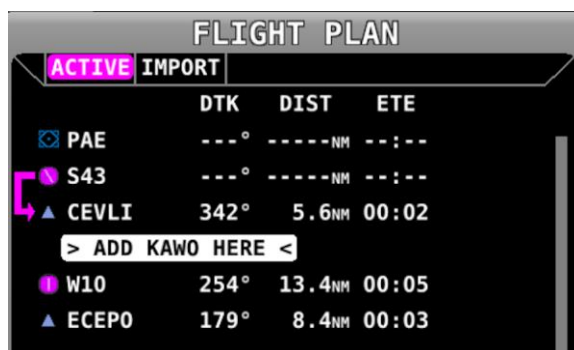 FLIGHT PLAN
ACTIVE IMPORT
DTK DIST ETE
PAE ---° -----NM --:--
S43 ---° -----NM --:--
CEVLI 342° 5.6NM 00:02
> ADD KAWO HERE <
W10 254° 13.4NM 00:05
ECEPO 179° 8.4NM 00:03